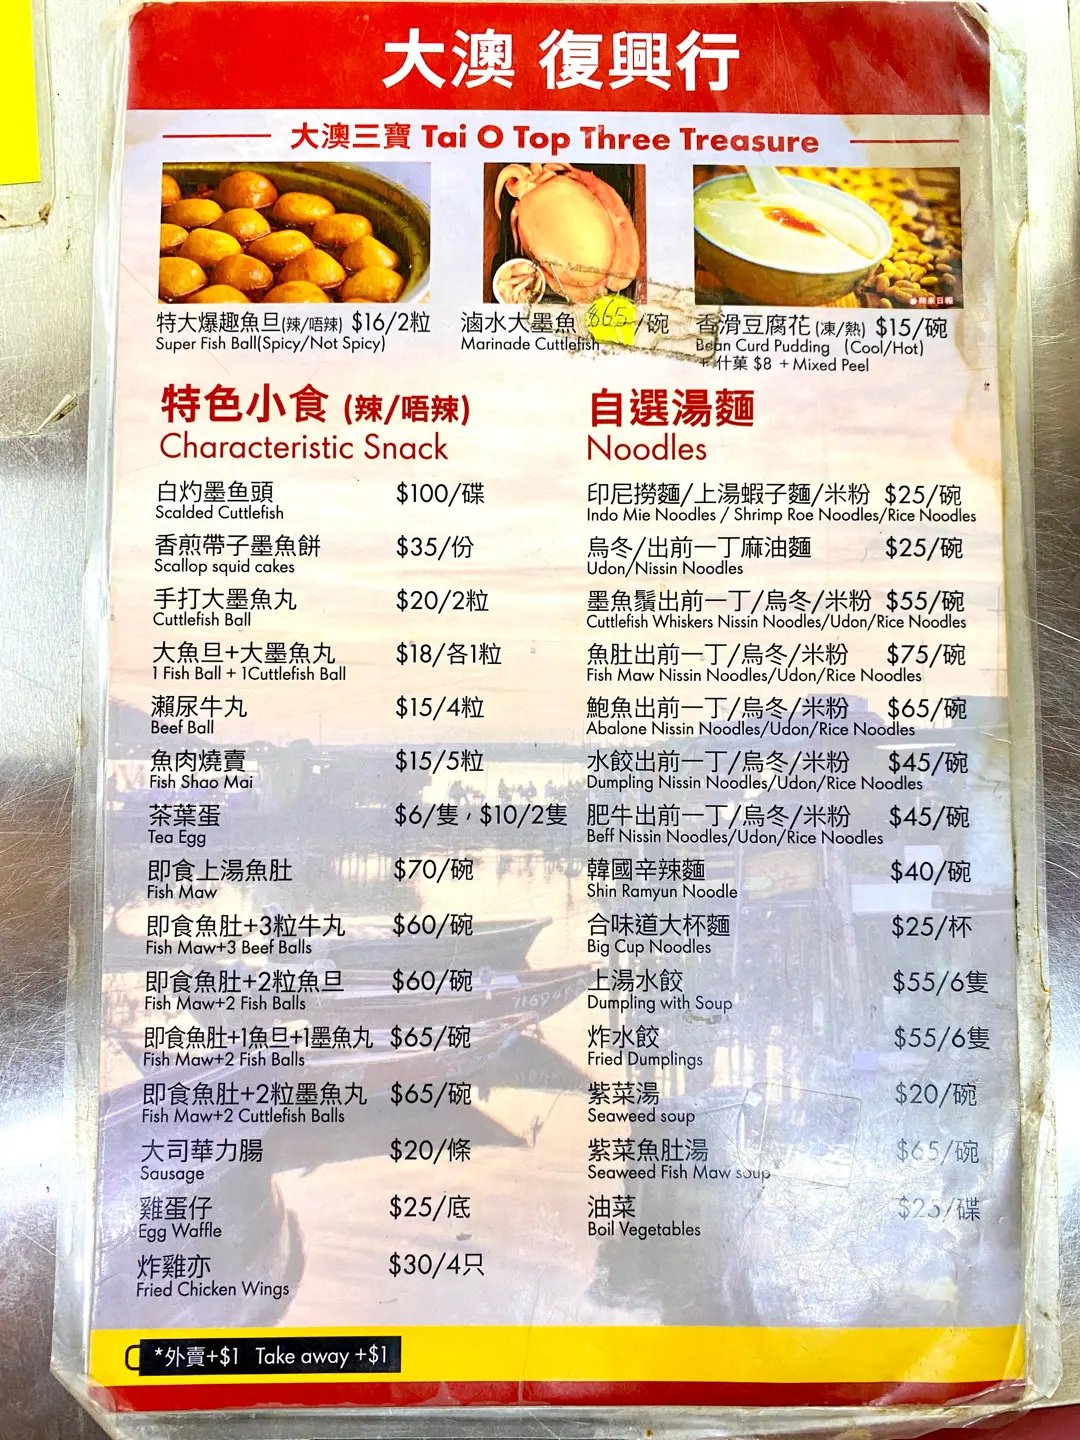 大澳 復興行
大澳三寶 Tai O Top Three Treasure
蘋果日報
特大爆趣魚旦(辣/唔辣) $16/2粒
Super Fish Ball(Spicy/Not Spicy)
滷水大墨魚 $65/碗
Marinade Cuttlefish
香滑豆腐花(凍/熱) $15/碗
Bean Curd Pudding (Cool/Hot)
+ 什菓 $8 +Mixed Peel
特色小食 (辣/唔辣)
Characteristic Snack
白灼墨魚頭 $100/碟
Scalded Cuttlefish
香煎帶子墨魚餅 $35/份
Scallop squid cakes
手打大墨魚丸 $20/2粒
Cuttlefish Ball
大魚旦+大墨魚丸 $18/各1粒
1 Fish Ball + 1Cuttlefish Ball
瀨尿牛丸 $15/4粒
Beef Ball
魚肉燒賣 $15/5粒
Fish Shao Mai
茶葉蛋 $6/隻，$10/2隻
Tea Egg
即食上湯魚肚 $70/碗
Fish Maw
即食魚肚+3粒牛丸 $60/碗
Fish Maw+3 Beef Balls
即食魚肚+2粒魚旦 $60/碗
Fish Maw+2 Fish Balls
即食魚肚+1魚旦+1墨魚丸 $65/碗
Fish Maw+2 Fish Balls
即食魚肚+2粒墨魚丸 $65/碗
Fish Maw+2 Cuttlefish Balls
大司華力腸 $20/條
Sausage
雞蛋仔 $25/底
Egg Waffle
炸雞亦 $30/4只
Fried Chicken Wings
自選湯麵
Noodles
印尼撈麵/上湯蝦子麵/米粉 $25/碗
Indo Mie Noodles / Shrimp Roe Noodles/Rice Noodles
烏冬/出前一丁麻油麵 $25/碗
Udon/Nissin Noodles
墨魚鬚出前一丁/烏冬/米粉 $55/碗
Cuttlefish Whiskers Nissin Noodles/Udon/Rice Noodles
魚肚出前一丁/烏冬/米粉 $75/碗
Fish Maw Nissin Noodles/Udon/Rice Noodles
鮑魚出前一丁/烏冬/米粉 $65/碗
Abalone Nissin Noodles/Udon/Rice Noodles
水餃出前一丁/烏冬/米粉 $45/碗
Dumpling Nissin Noodles/Udon/Rice Noodles
肥牛出前一丁/烏冬/米粉 $45/碗
Beff Nissin Noodles/Udon/Rice Noodles
韓國辛辣麵 $40/碗
Shin Ramyun Noodle
合味道大杯麵 $25/杯
Big Cup Noodles
上湯水餃 $55/6隻
Dumpling with Soup
炸水餃 $55/6隻
Fried Dumplings
紫菜湯 $20/碗
Seaweed soup
紫菜魚肚湯 $65/碗
Seaweed Fish Maw soup
油菜 $25/碟
Boil Vegetables
*外賣+$1 Take away +$1